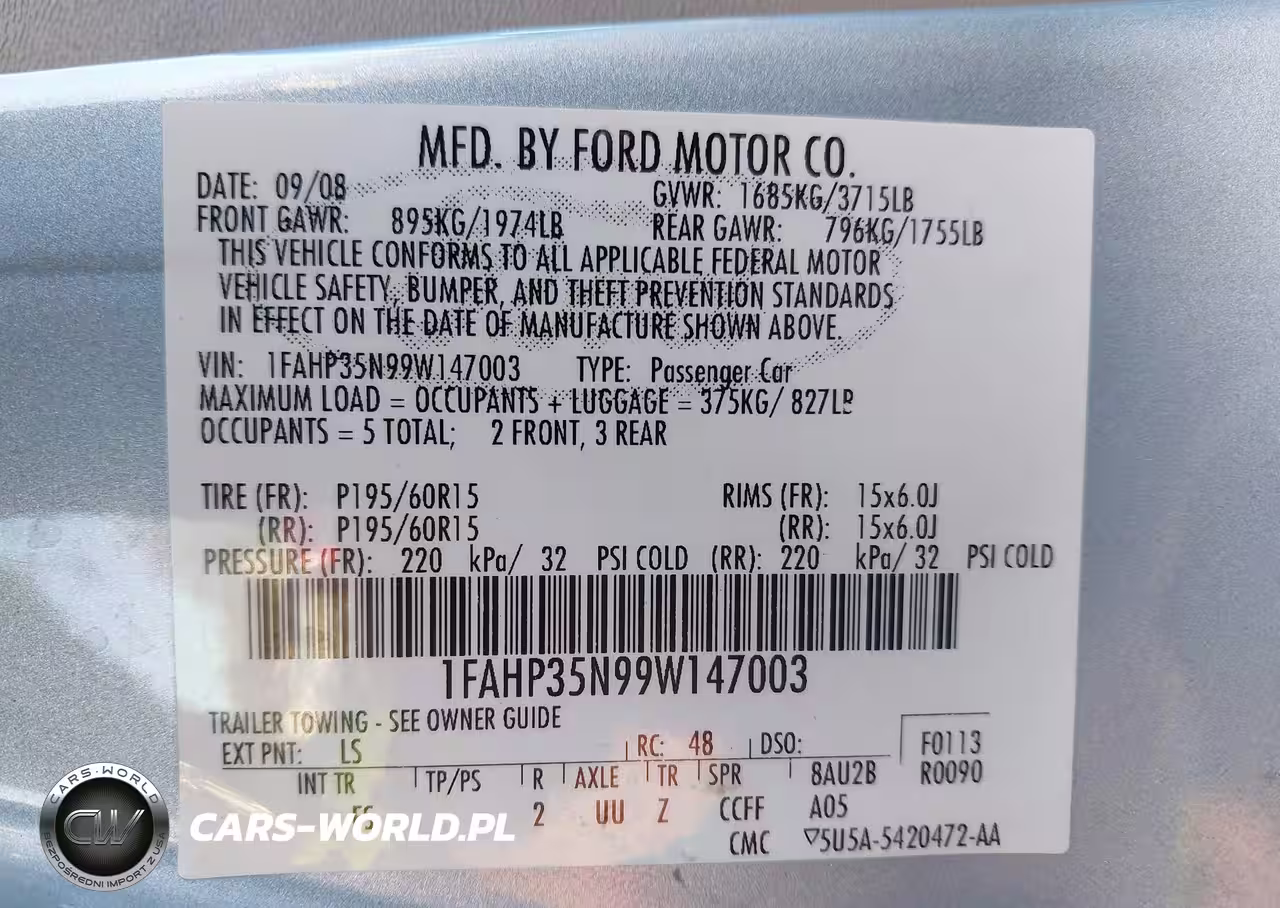 MFD. BY FORD MOTOR CO.
DATE: 09/08 GVWR: 1685KG/3715LB
FRONT GAWR: 895KG/1974LB REAR GAWR: 796KG/1755LB
THIS VEHICLE CONFORMS TO ALL APPLICABLE FEDERAL MOTOR
VEHICLE SAFETY, BUMPER, AND THEFT PREVENTION STANDARDS
IN EFFECT ON THE DATE OF MANUFACTURE SHOWN ABOVE.
VIN: 1FAHP35N99W147003 TYPE: Passenger Car
MAXIMUM LOAD = OCCUPANTS + LUGGAGE = 375KG/ 827LB
OCCUPANTS = 5 TOTAL; 2 FRONT, 3 REAR
TIRE (FR): P195/60R15 RIMS (FR): 15x6.0J
(RR): P195/60R15 (RR): 15x6.0J
PRESSURE (FR): 220 kPa/ 32 PSI COLD (RR): 220 kPa/ 32 PSI COLD
1FAHP35N99W147003
TRAILER TOWING - SEE OWNER GUIDE
EXT PNT: LS RC: 48 DSO: F0113
INT TR TP/PS R AXLE TR SPR 8AU2B R0090
2 UU Z CCFF A05
CMC ▽5U5A-5420472-AA
CARS-WORLD
CW
BEZPOŚREDNI IMPORT Z USA
CARS-WORLD.PL